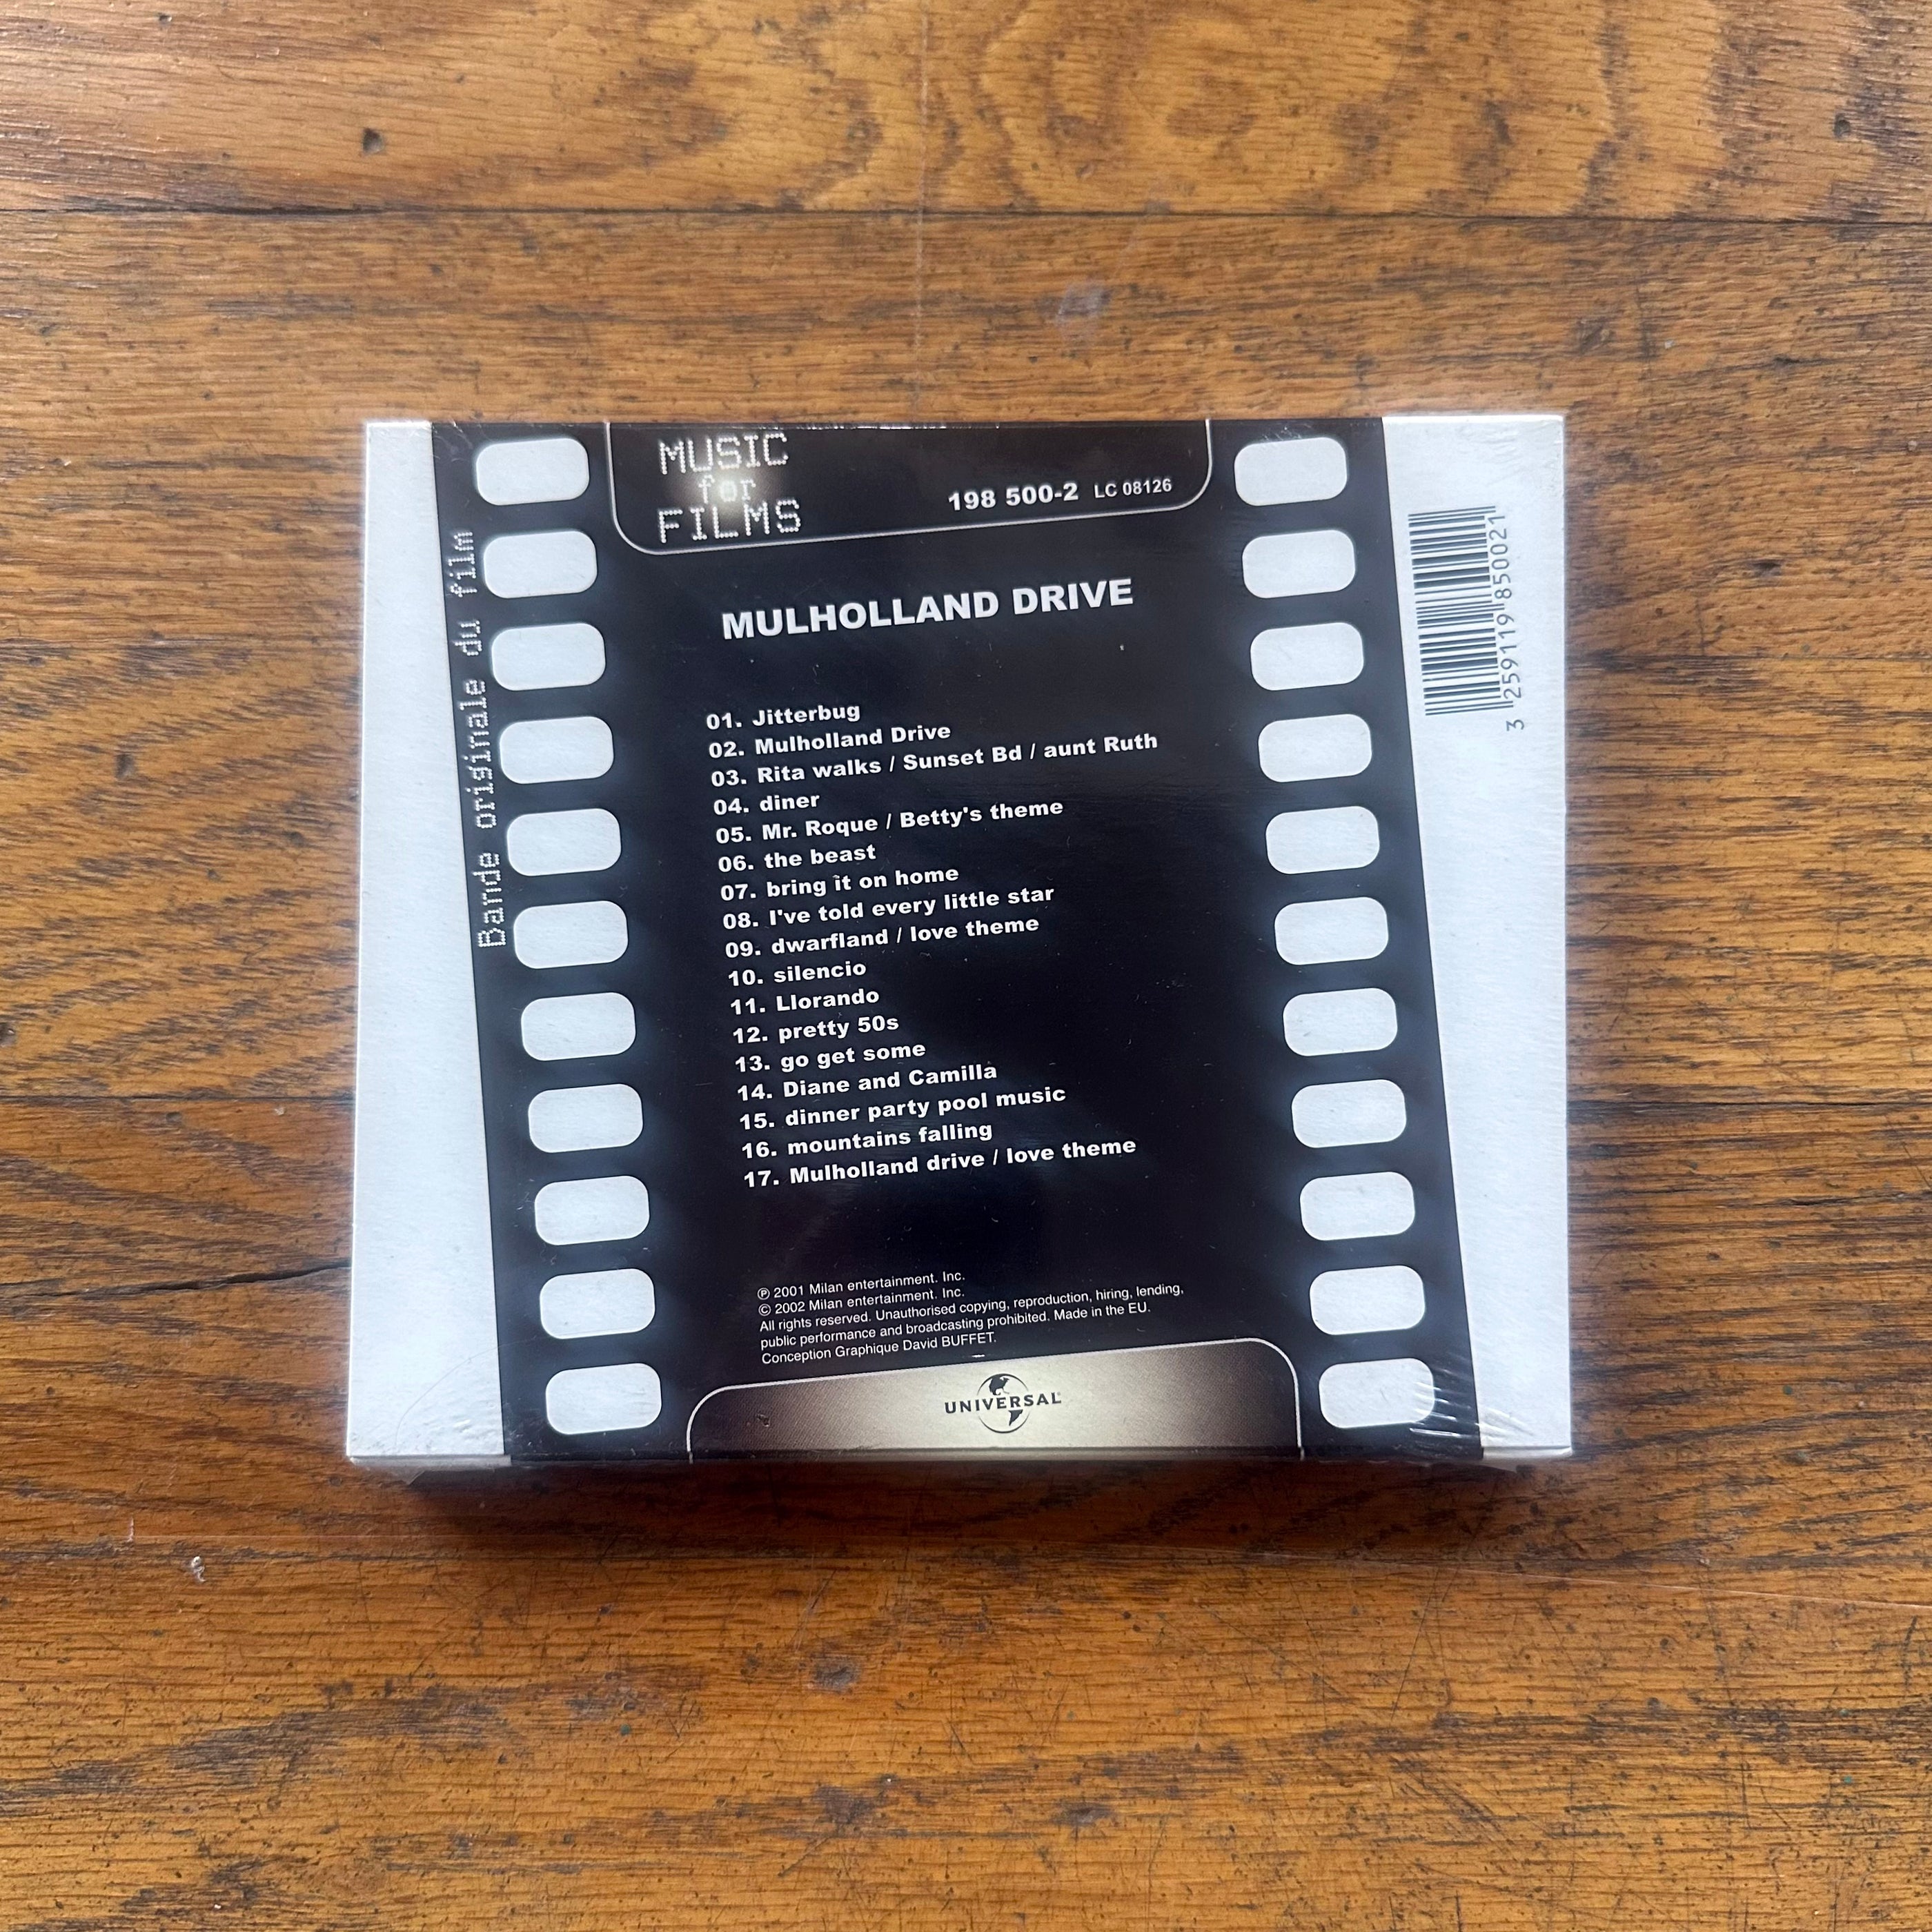 MUSIC
for
FILMS
198 500-2 LC 08126
Bande originale du film
MULHOLLAND DRIVE
01. Jitterbug
02. Mulholland Drive
03. Rita walks / Sunset Bd / aunt Ruth
04. diner
05. Mr. Roque / Betty's theme
06. the beast
07. bring it on home
08. I've told every little star
09. dwarfland / love theme
10. silencio
11. Llorando
12. pretty 50s
13. go get some
14. Diane and Camilla
15. dinner party pool music
16. mountains falling
17. Mulholland drive / love theme
℗ 2001 Milan entertainment. Inc.
© 2002 Milan entertainment. Inc.
All rights reserved. Unauthorised copying, reproduction, hiring, lending,
public performance and broadcasting prohibited. Made in the EU.
Conception Graphique David BUFFET.
UNIVERSAL
3 259119 850021